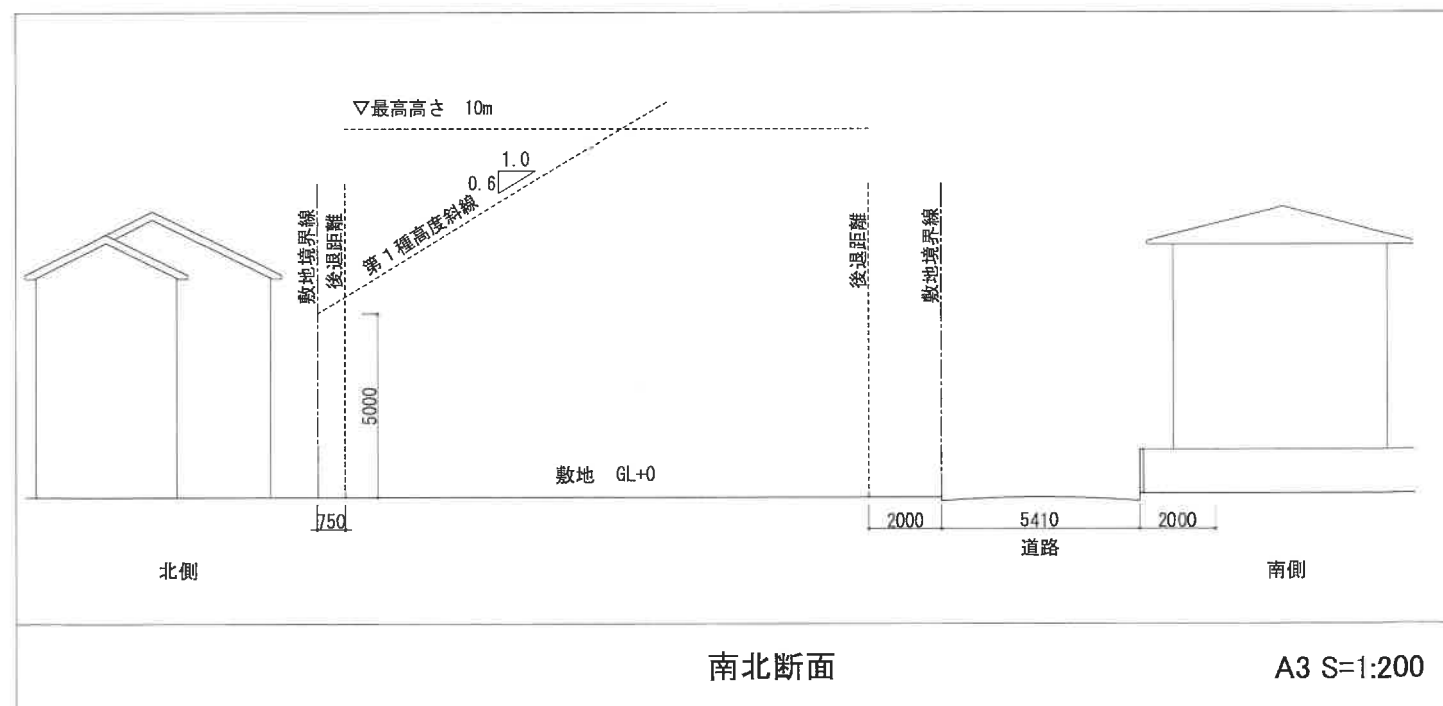 ▽最高高さ 10m
1.0
0.6
第1種高度斜線
敷地境界線
後退距離
後退距離
敷地境界線
5000
敷地 GL+0
750
2000
5410
2000
道路
北側
南側
南北断面
A3 S=1:200